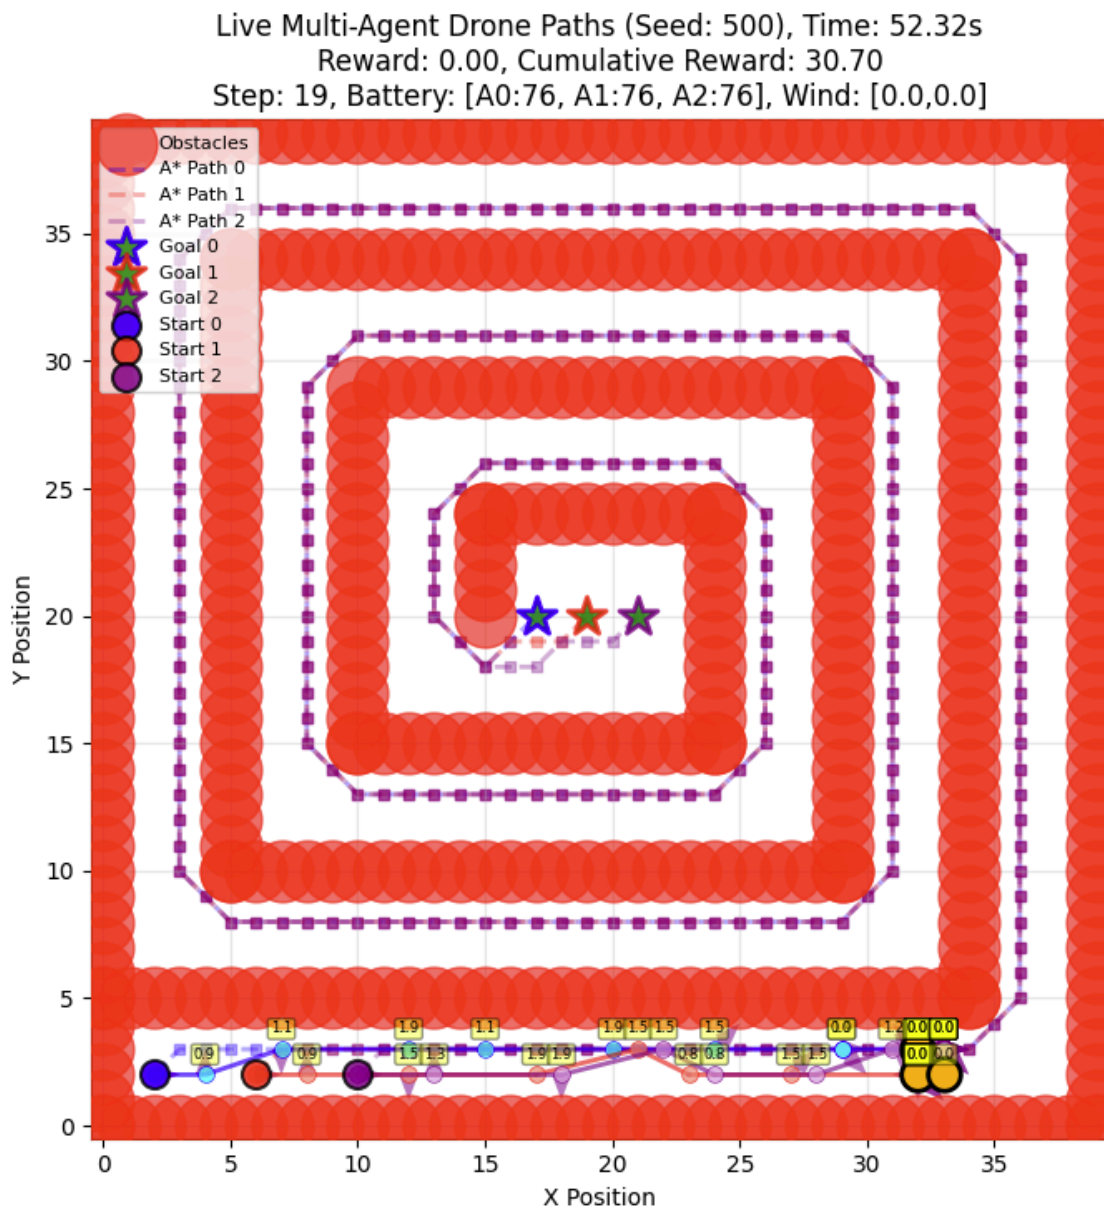 Live Multi-Agent Drone Paths (Seed: 500), Time: 52.32s
Reward: 0.00, Cumulative Reward: 30.70
Step: 19, Battery: [A0:76, A1:76, A2:76], Wind: [0.0,0.0]
Obstacles
A* Path 0
A* Path 1
A* Path 2
Goal 0
Goal 1
Goal 2
Start 0
Start 1
Start 2
Y Position
35
30
25
20
15
10
5
0
1.1 1.9 1.1 1.9 1.5 1.5 1.5 0.0 1.2 0.0 0.0
0.9 0.9 1.5 1.3 1.9 1.9 0.8 0.8 1.5 1.5 0.0 0.0
0 5 10 15 20 25 30 35
X Position